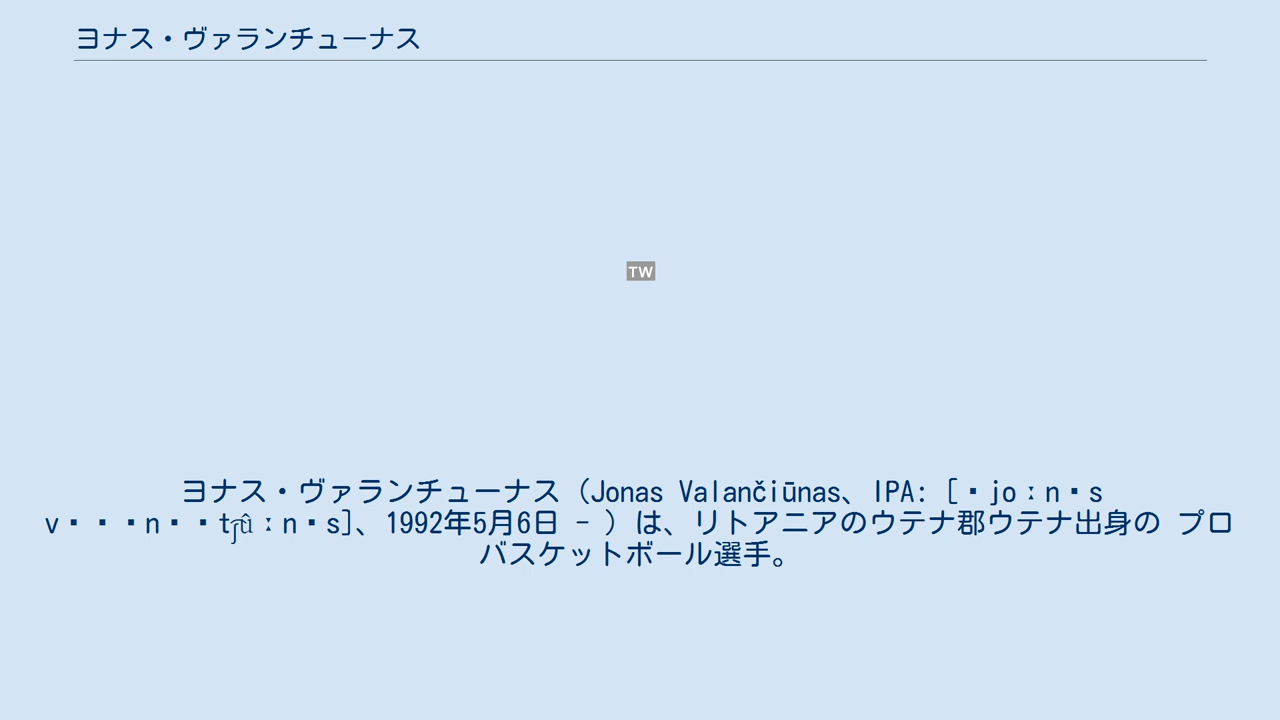 ヨナス・ヴァランチューナス
TW
ヨナス・ヴァランチューナス（Jonas Valančiūnas、IPA: [▪joːn▪s
v▪▪▪n▪▪tʃûːn▪s]、1992年5月6日 - ）は、リトアニアのウテナ郡ウテナ出身の プロ
バスケットボール選手。